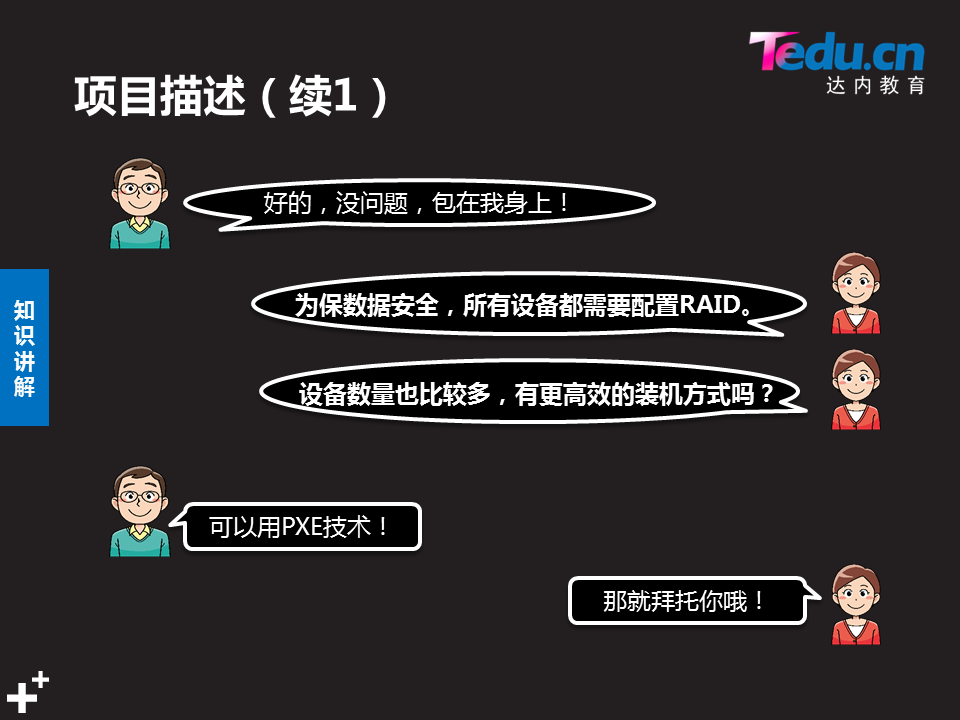 Tedu.cn
达内教育
项目描述（续1）
好的，没问题，包在我身上！
为保数据安全，所有设备都需要配置RAID。
知识讲解
设备数量也比较多，有更高效的装机方式吗？
可以用PXE技术！
那就拜托你哦！